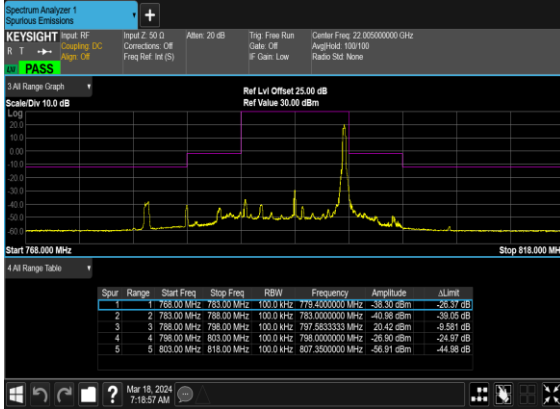 Spectrum Analyzer 1
Spurious Emissions
KEYSIGHT Input: RF Input Z: 50 Ω Atten: 20 dB Trig: Free Run Center Freq: 22.005000000 GHz
R T Coupling: DC Corrections: Off Gate: Off Avg|Hold: 100/100
Align: Off Freq Ref: Int (S) IF Gain: Low Radio Std: None
PASS
3 All Range Graph Ref Lvl Offset 25.00 dB
Scale/Div 10.0 dB Ref Value 30.00 dBm
Log
20.0
10.0
0.00
-10.0
-20.0
-30.0
-40.0
-50.0
-60.0
Start 768.000 MHz Stop 818.000 MH
4 All Range Table
Spur Range Start Freq Stop Freq RBW Frequency Amplitude ΔLimit
1 1 768.00 MHz 783.00 MHz 100.0 kHz 779.4000000 MHz -38.30 dBm -26.37 dB
2 2 783.00 MHz 788.00 MHz 100.0 kHz 783.0000000 MHz -40.98 dBm -39.05 dB
3 3 788.00 MHz 798.00 MHz 100.0 kHz 797.5833333 MHz 20.42 dBm -9.581 dB
4 4 798.00 MHz 803.00 MHz 100.0 kHz 798.0000000 MHz -26.90 dBm -24.97 dB
5 5 803.00 MHz 818.00 MHz 100.0 kHz 807.3500000 MHz -56.91 dBm -44.98 dB
Mar 18, 2024
7:18:57 AM